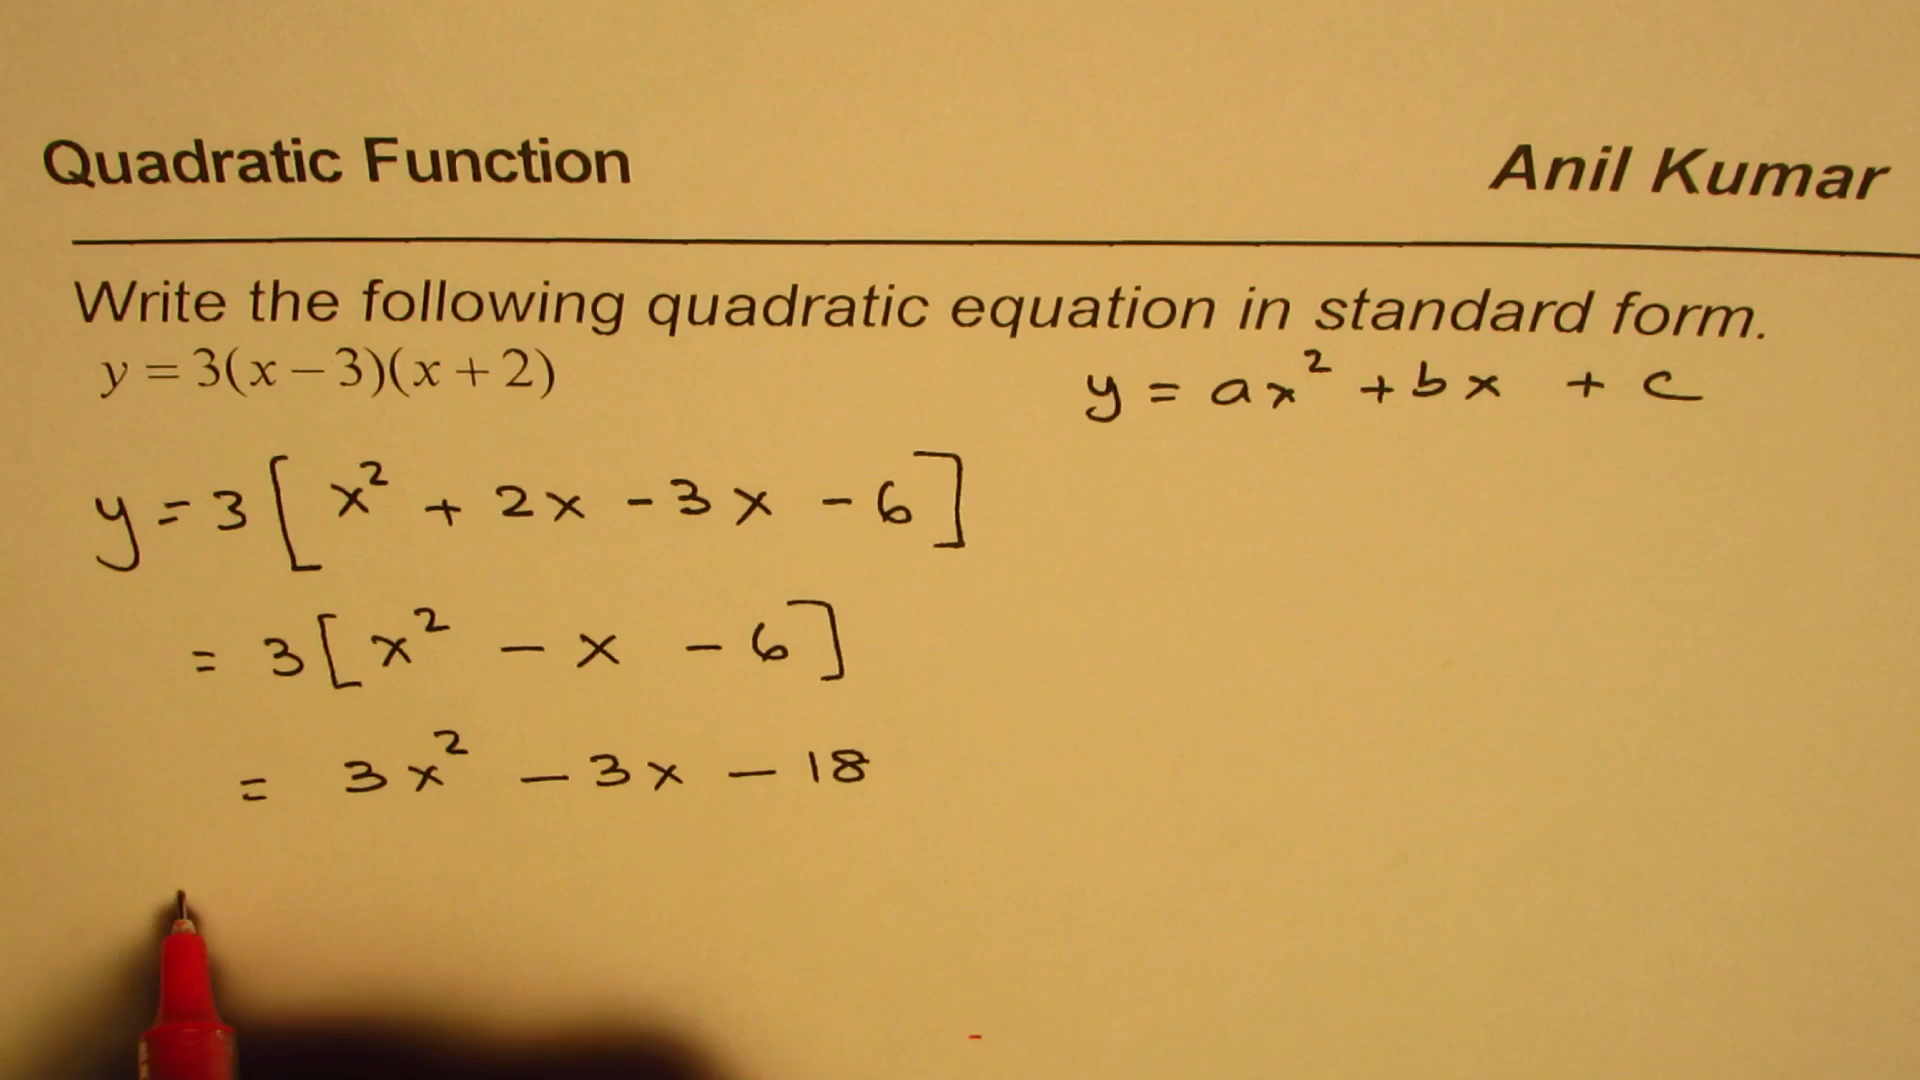 Quadratic Function Anil Kumar
Write the following quadratic equation in standard form.
y = 3(x − 3)(x + 2) y = ax² + bx + c
y = 3[x² + 2x - 3x - 6]
= 3[x² - x - 6]
= 3x² - 3x - 18